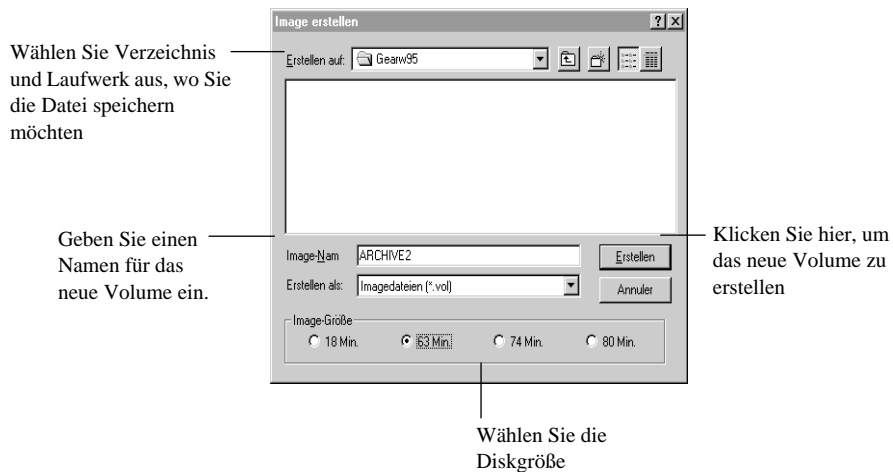 Image erstellen
Wählen Sie Verzeichnis
und Laufwerk aus, wo Sie
die Datei speichern
möchten
Erstellen auf: Gearw95
Geben Sie einen
Namen für das
neue Volume ein.
Image-Nam ARCHIVE2 Erstellen
Erstellen als: Imagedateien (*.vol) Annuler
Klicken Sie hier, um
das neue Volume zu
erstellen
Image-Größe
18 Min. 63 Min. 74 Min. 80 Min.
Wählen Sie die
Diskgröße